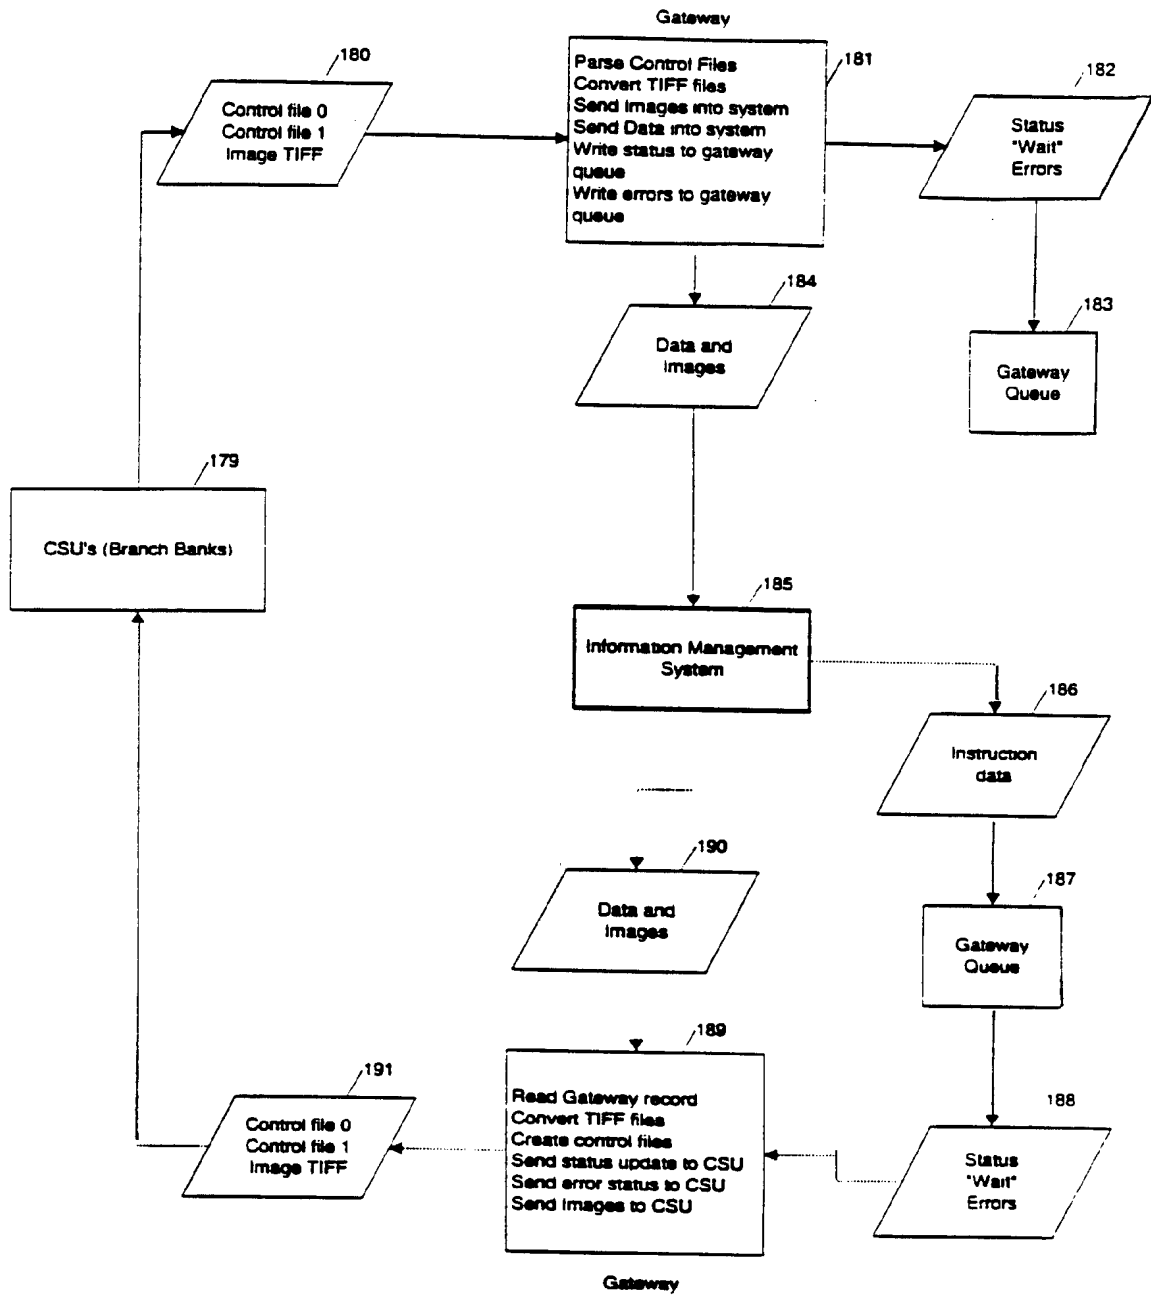 Gateway
180
Control file 0
Control file 1
Image TIFF
181
Parse Control Files
Convert TIFF files
Send Images into system
Send Data into system
Write status to gateway
queue
Write errors to gateway
queue
182
Status
"Wait"
Errors
184
Data and
Images
183
Gateway
Queue
179
CSU's (Branch Banks)
185
Information Management
System
186
Instruction
data
190
Data and
Images
187
Gateway
Queue
189
Read Gateway record
Convert TIFF files
Create control files
Send status update to CSU
Send error status to CSU
Send Images to CSU
191
Control file 0
Control file 1
Image TIFF
188
Status
"Wait"
Errors
Gateway